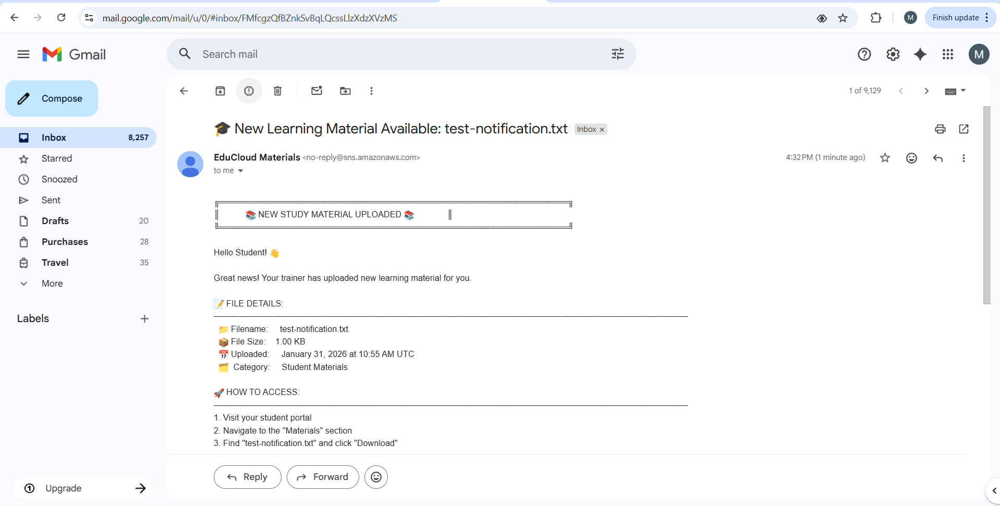 mail.google.com/mail/u/0/#inbox/FMfcgzQfBZnkSvBqLQcssLlzXdzXVzMS
M
Finish update
Gmail
Search mail
M
Compose
1 of 9,129
🎓 New Learning Material Available: test-notification.txt
Inbox ×
Inbox 8,257
Starred
Snoozed
Sent
Drafts 20
Purchases 28
Travel 35
More
Labels
EduCloud Materials <no-reply@sns.amazonaws.com>
4:32 PM (1 minute ago)
to me
📚 NEW STUDY MATERIAL UPLOADED 📚
Hello Student! 👋
Great news! Your trainer has uploaded new learning material for you.
📝 FILE DETAILS:
📁 Filename: test-notification.txt
📦 File Size: 1.00 KB
📅 Uploaded: January 31, 2026 at 10:55 AM UTC
🗂️ Category: Student Materials
🚀 HOW TO ACCESS:
1. Visit your student portal
2. Navigate to the "Materials" section
3. Find "test-notification.txt" and click "Download"
Reply
Forward
Upgrade